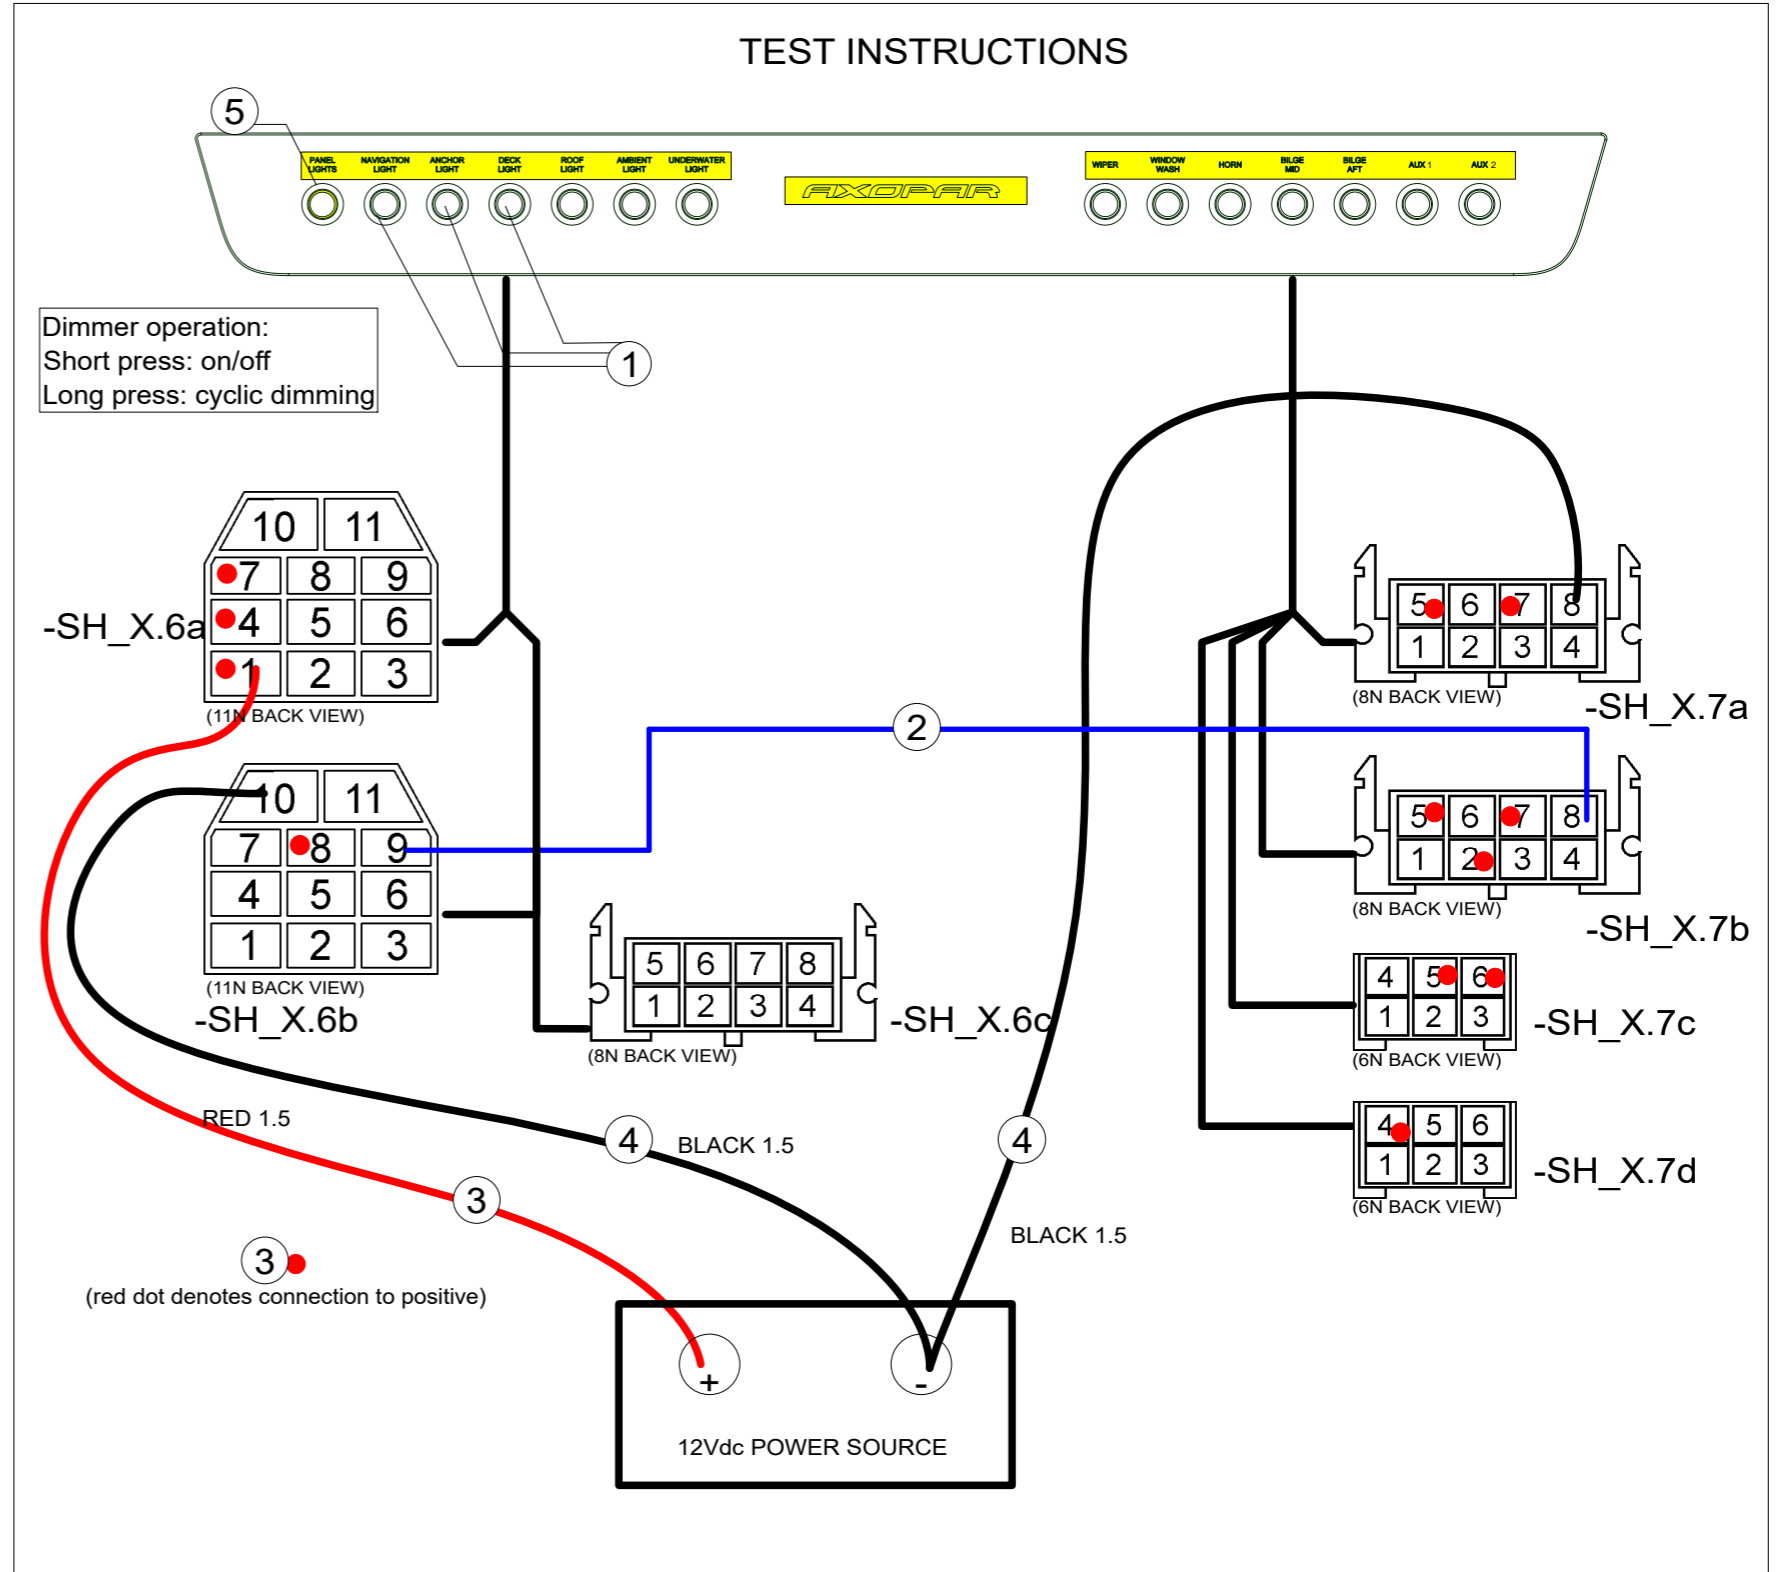 TEST INSTRUCTIONS
5
PANEL LIGHTS
NAVIGATION LIGHT
ANCHOR LIGHT
DECK LIGHT
ROOF LIGHT
AMBIENT LIGHT
UNDERWATER LIGHT
AXOPAR
WIPER
WINDOW WASH
HORN
BILGE MID
BILGE AFT
AUX 1
AUX 2
Dimmer operation:
Short press: on/off
Long press: cyclic dimming
1
10 11
7 8 9
4 5 6
1 2 3
-SH_X.6a
(11N BACK VIEW)
5 6 7 8
1 2 3 4
(8N BACK VIEW)
-SH_X.7a
2
10 11
7 8 9
4 5 6
1 2 3
(11N BACK VIEW)
-SH_X.6b
5 6 7 8
1 2 3 4
(8N BACK VIEW)
-SH_X.7b
5 6 7 8
1 2 3 4
-SH_X.6c
(8N BACK VIEW)
4 5 6
1 2 3
-SH_X.7c
(6N BACK VIEW)
4 5 6
1 2 3
-SH_X.7d
(6N BACK VIEW)
RED 1.5
4
BLACK 1.5
4
3
BLACK 1.5
3
(red dot denotes connection to positive)
+
-
12Vdc POWER SOURCE